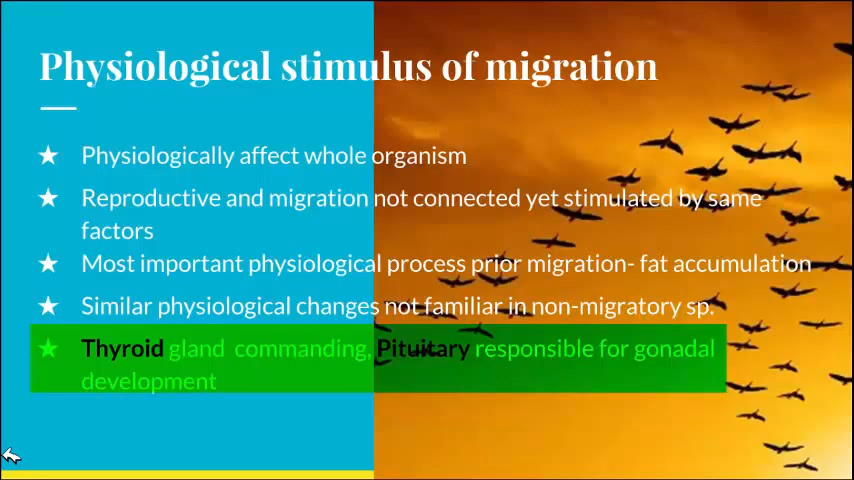 Physiological stimulus of migration
★ Physiologically affect whole organism
★ Reproductive and migration not connected yet stimulated by same
factors
★ Most important physiological process prior migration- fat accumulation
★ Similar physiological changes not familiar in non-migratory sp.
★ Thyroid gland commanding, Pituitary responsible for gonadal
development